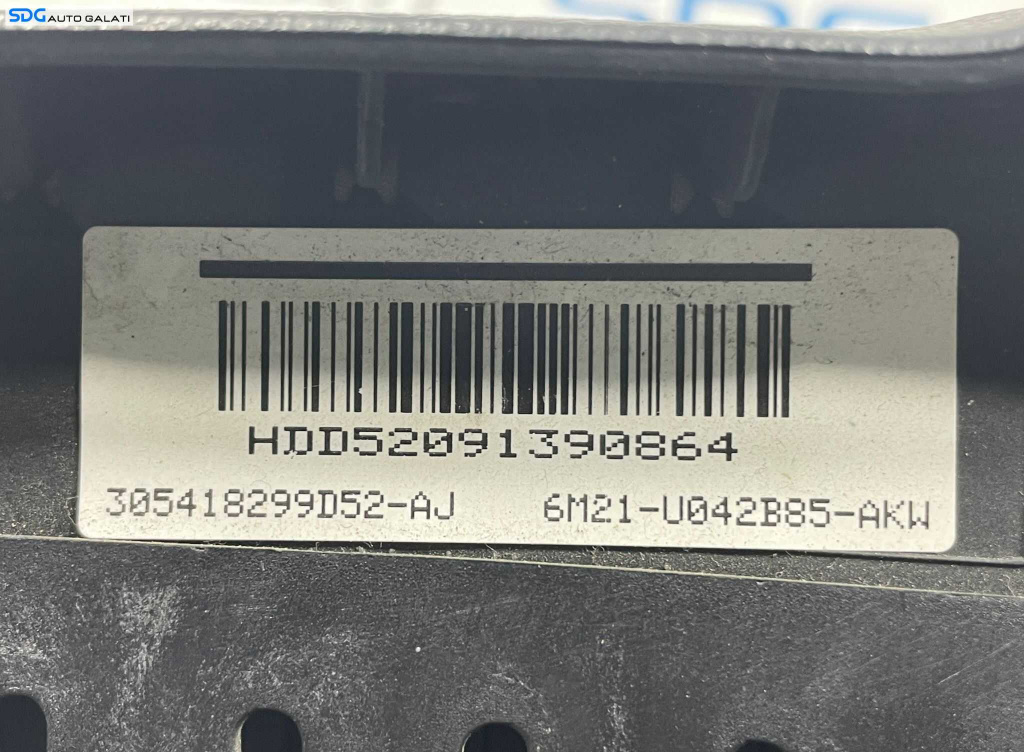 SDG AUTO GALATI
HDD52091390864
305418299D52-AJ 6M21-U042B85-AKW